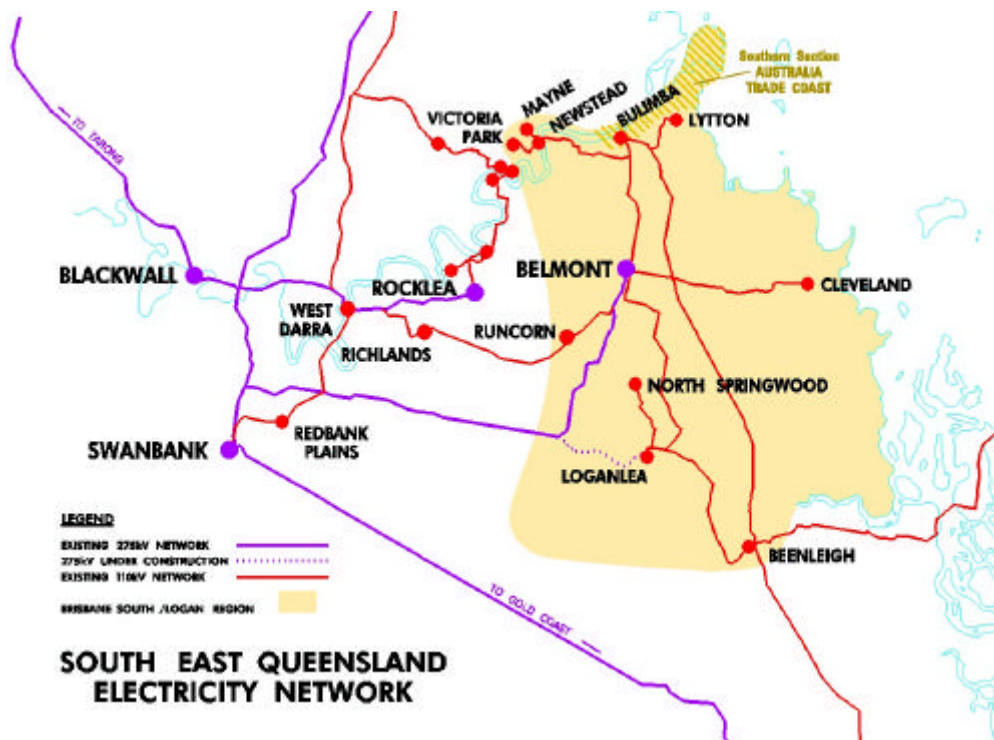 Southern Section
AUSTRALIA
TRADE COAST
MAYNE
NEWSTEAD
BULIMBA
LYTTON
VICTORIA
PARK
TO TARONG
BLACKWALL
ROCKLEA
BELMONT
CLEVELAND
WEST
DARRA
RICHLANDS
RUNCORN
NORTH SPRINGWOOD
REDBANK
PLAINS
SWANBANK
LOGANLEA
BEENLEIGH
LEGEND
EXISTING 275kV NETWORK
275kV UNDER CONSTRUCTION
EXISTING 110kV NETWORK
BRISBANE SOUTH /LOGAN REGION
TO GOLD COAST
SOUTH EAST QUEENSLAND
ELECTRICITY NETWORK